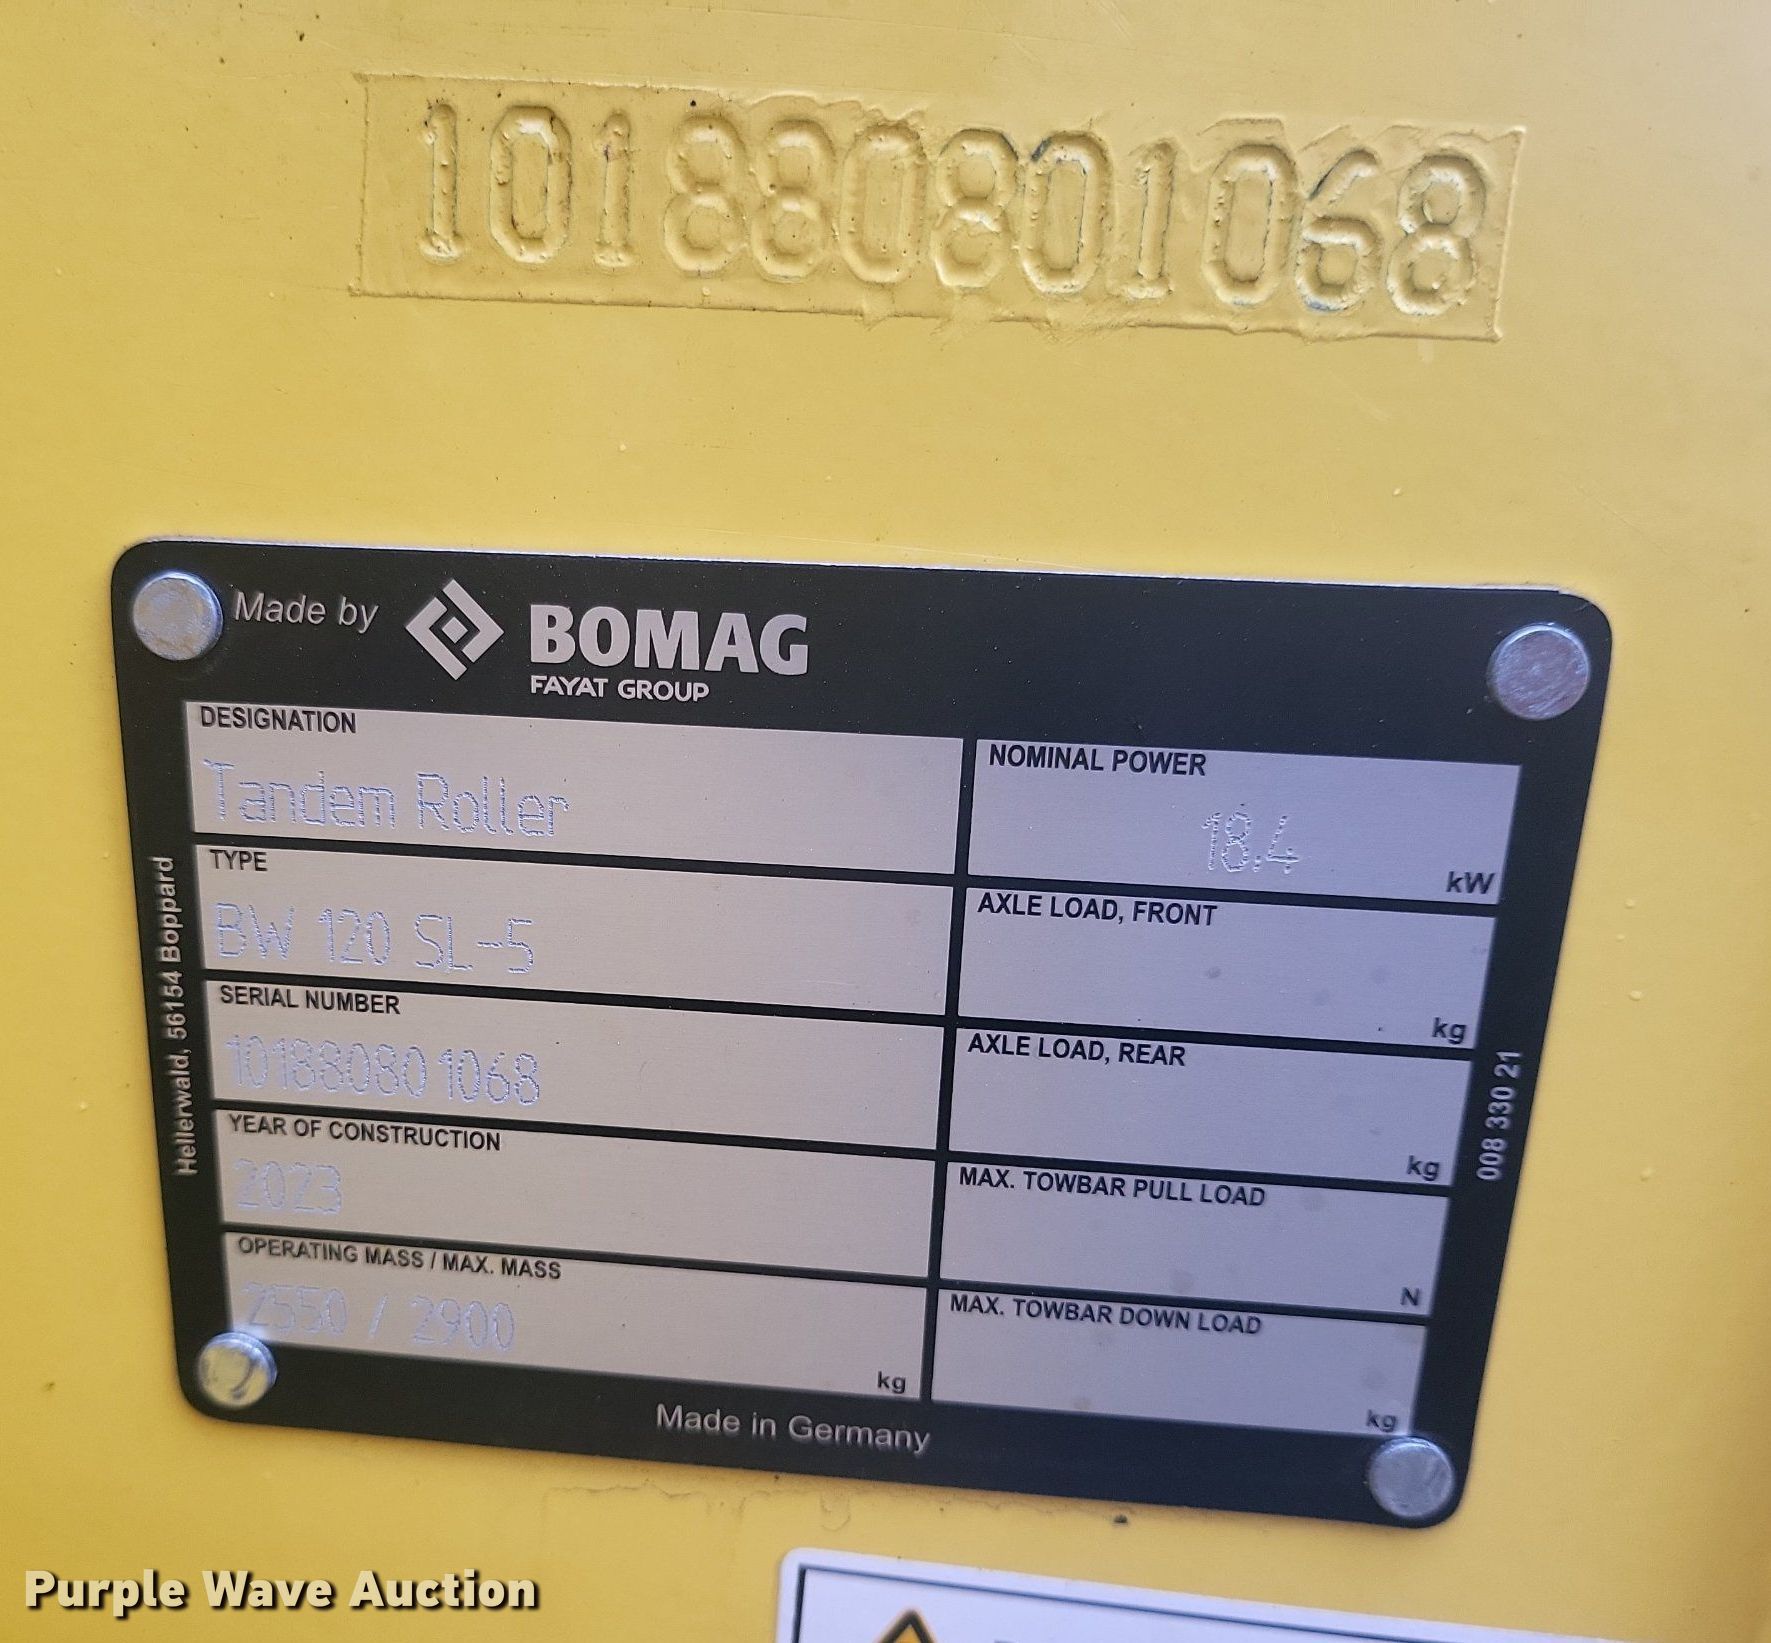 101880801068
Made by BOMAG
FAYAT GROUP
DESIGNATION
Tandem Roller
NOMINAL POWER
18.4
kW
TYPE
BW 120 SL-5
AXLE LOAD, FRONT
kg
SERIAL NUMBER
101880801068
AXLE LOAD, REAR
kg
YEAR OF CONSTRUCTION
2023
MAX. TOWBAR PULL LOAD
N
OPERATING MASS / MAX. MASS
2550 / 2900
kg
MAX. TOWBAR DOWN LOAD
kg
Hellerwald, 56154 Boppard
008 330 21
Made in Germany
Purple Wave Auction